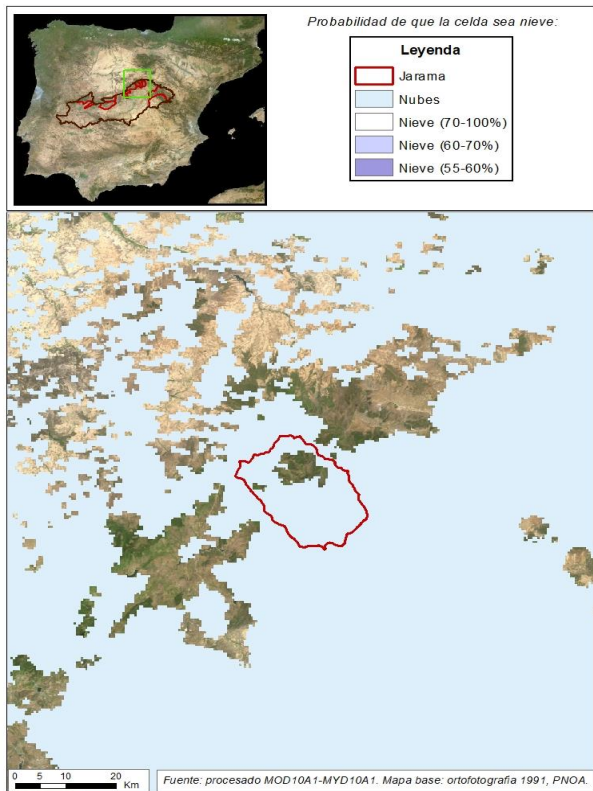 Probabilidad de que la celda sea nieve:
Leyenda
Jarama
Nubes
Nieve (70-100%)
Nieve (60-70%)
Nieve (55-60%)
0 5 10 20
Km
Fuente: procesado MOD10A1-MYD10A1. Mapa base: ortofotografia 1991, PNOA.